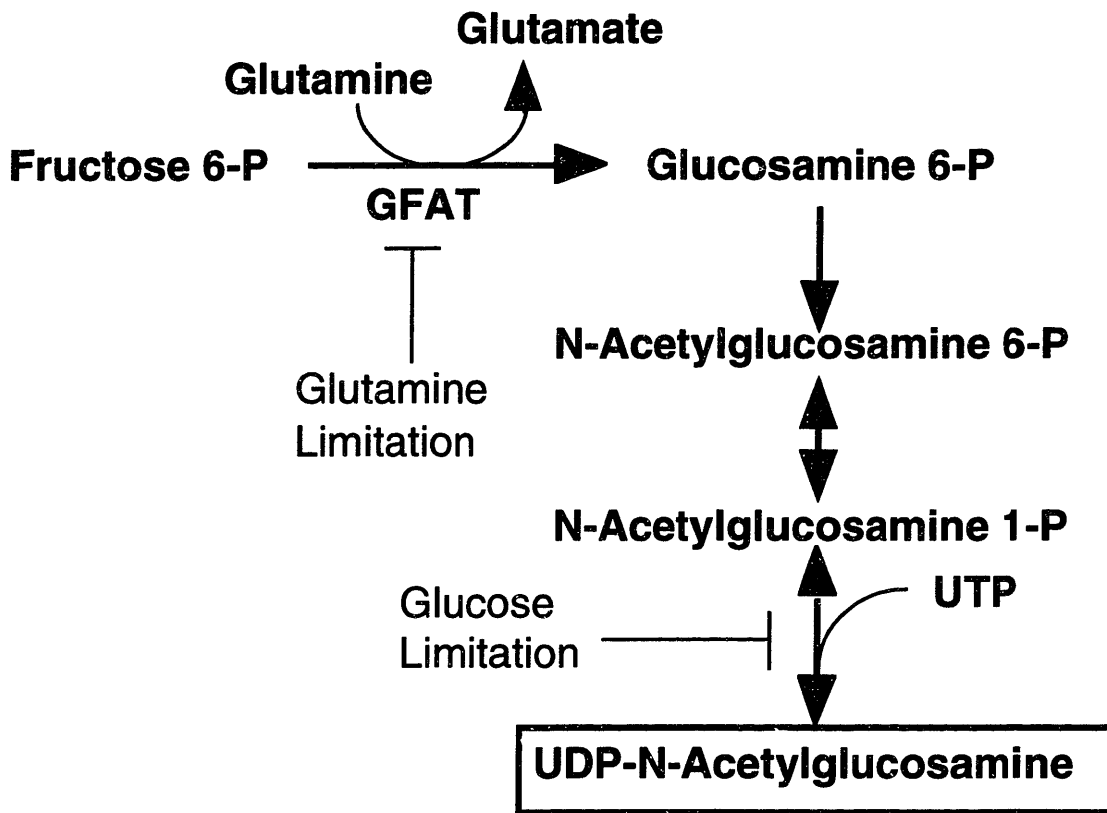 Glutamate
Glutamine
Fructose 6-P
Glucosamine 6-P
GFAT
N-Acetylglucosamine 6-P
Glutamine
Limitation
N-Acetylglucosamine 1-P
UTP
Glucose
Limitation
UDP-N-Acetylglucosamine